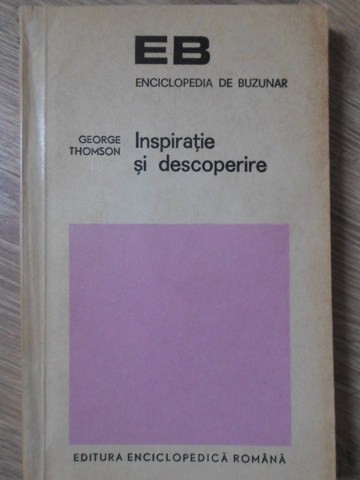 EB
ENCICLOPEDIA DE BUZUNAR
GEORGE
THOMSON
Inspirație
și descoperire
EDITURA ENCICLOPEDICĂ ROMÂNĂ